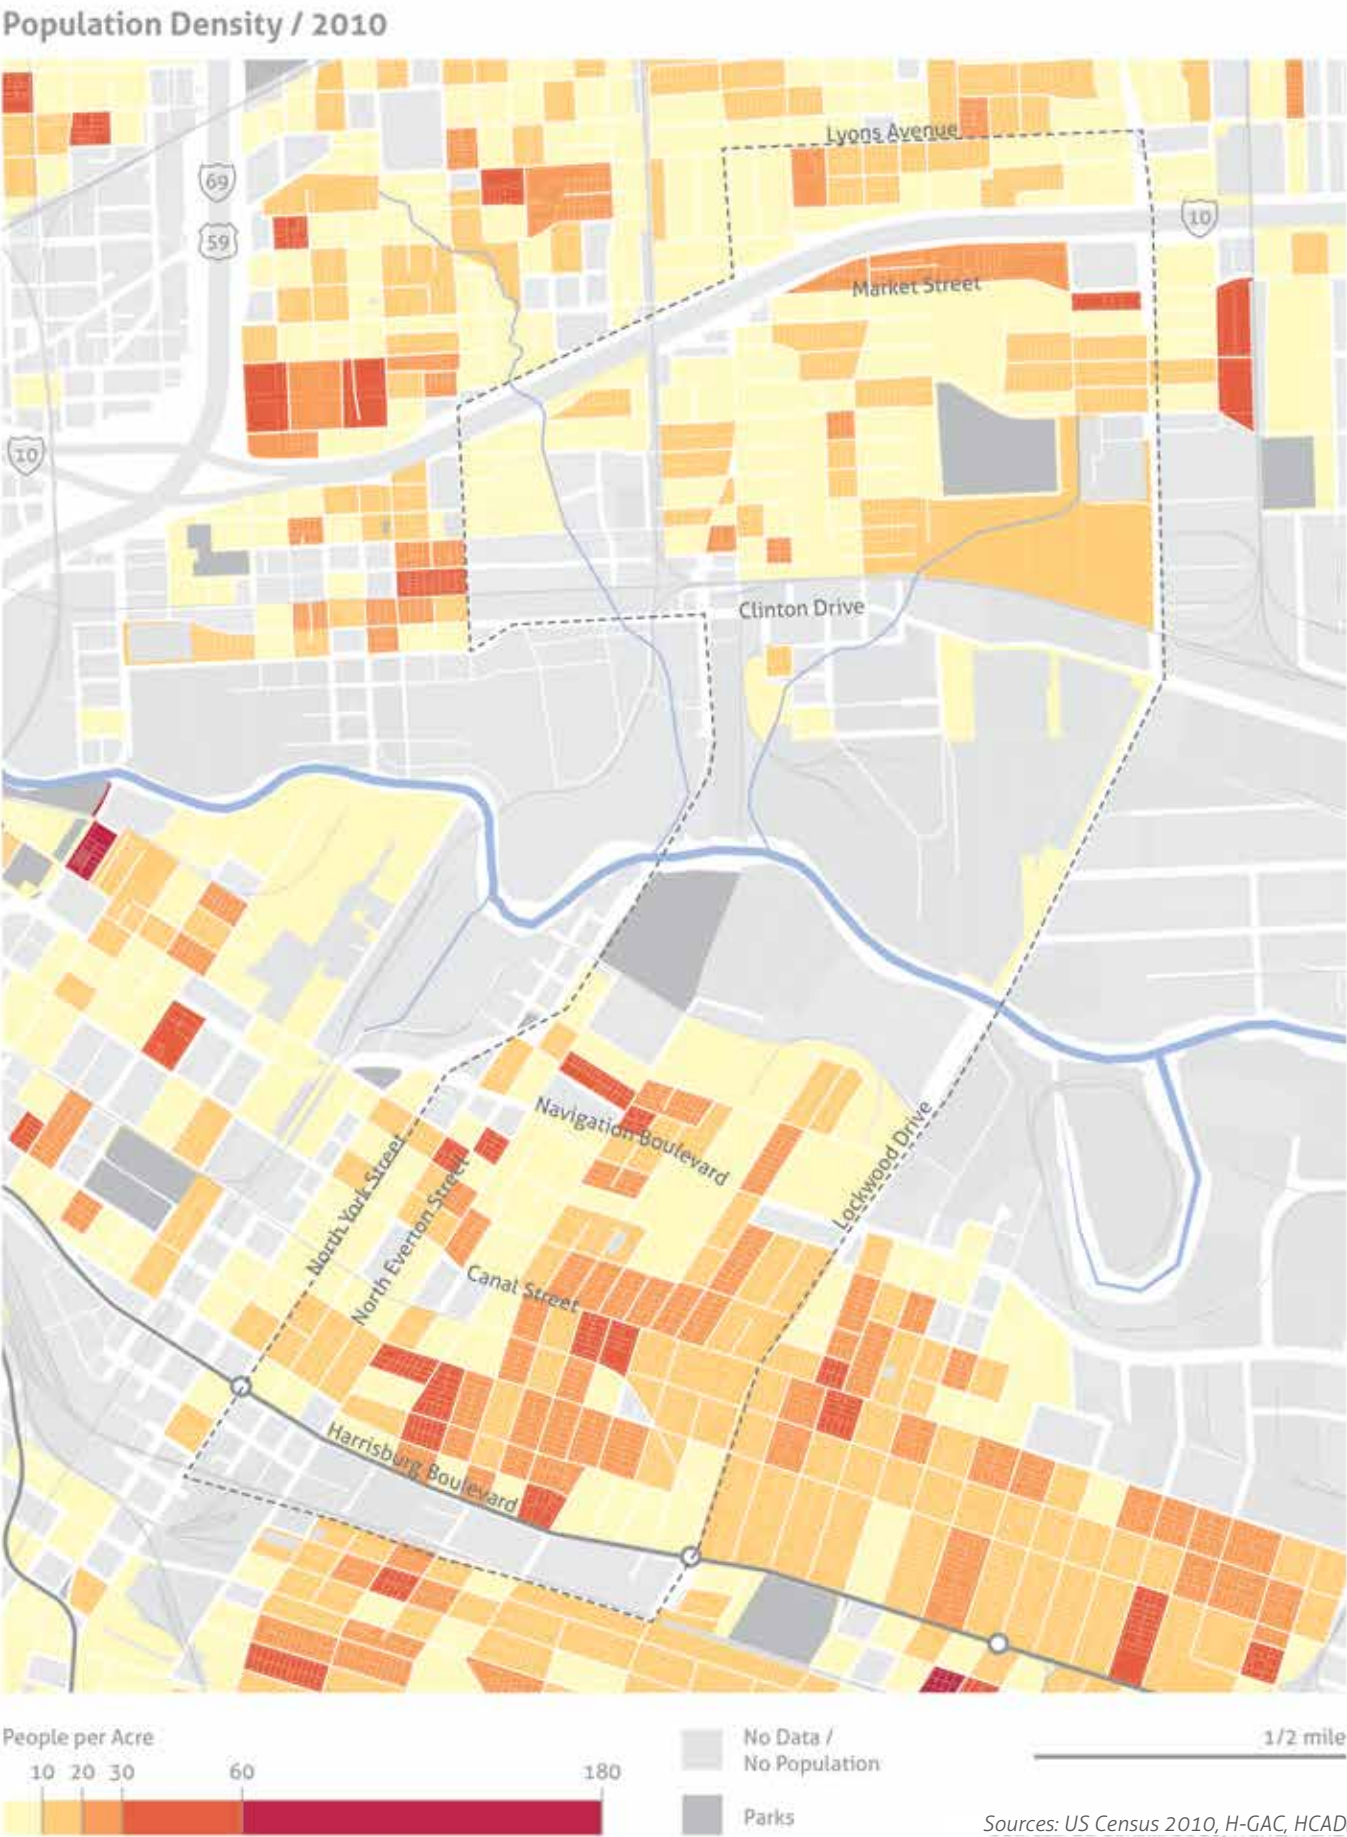 Population Density / 2010
Lyons Avenue
69
59
10
Market Street
10
Clinton Drive
Navigation Boulevard
Lockwood Drive
North York Street
North Everton Street
Canal Street
Harrisburg Boulevard
People per Acre
10 20 30 60 180
No Data /
No Population
Parks
1/2 mile
Sources: US Census 2010, H-GAC, HCAD